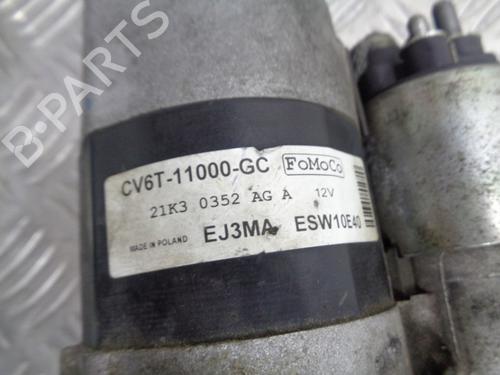 B-PARTS
CV6T-11000-GC FoMoCo
21K3 0352 AG A 12V
MADE IN POLAND EJ3MA ESW10E40